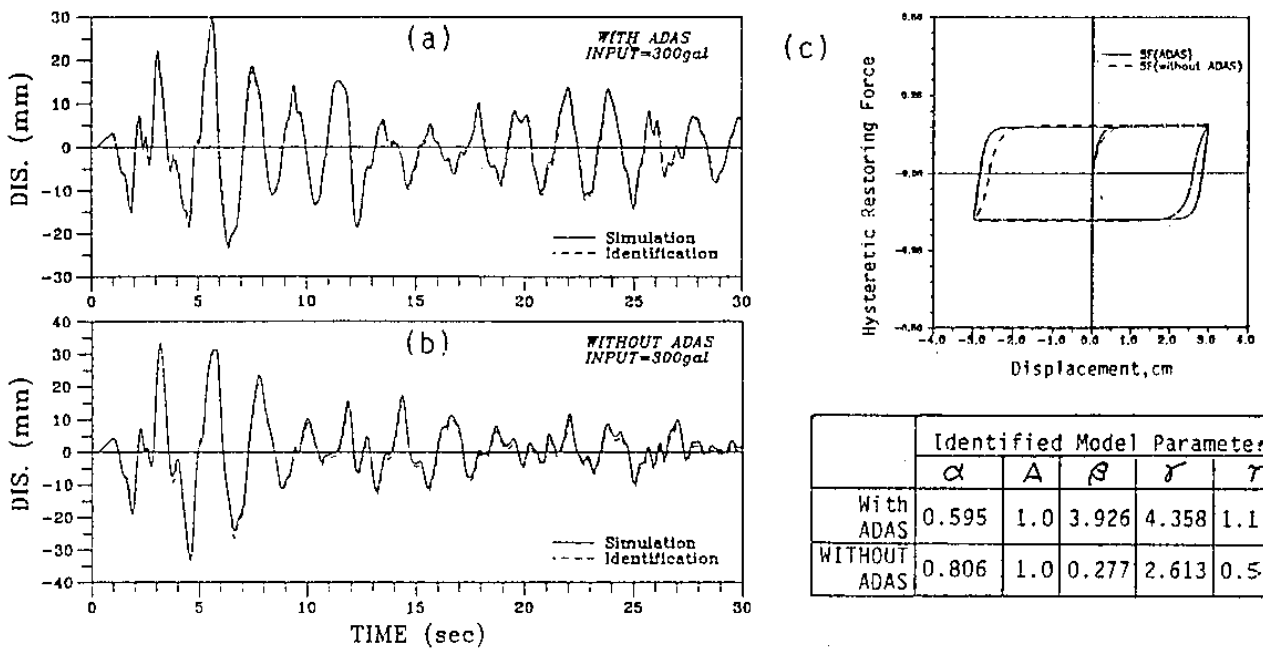 (a)
WITH ADAS
INPUT=300gal
DIS. (mm)
30
20
10
0
-10
-20
-30
Simulation
Identification
0 5 10 15 20 25 30
(b)
WITHOUT ADAS
INPUT=300gal
DIS. (mm)
40
30
20
10
0
-10
-20
-30
-40
Simulation
Identification
0 5 10 15 20 25 30
TIME (sec)
(c)
Hysteretic Restoring Force
(ADAS)
(without ADAS)
-4.0 -3.0 -2.0 -1.0 0.0 1.0 2.0 3.0 4.0
Displacement,cm
Identified Model Parameter
α A β γ
With ADAS 0.595 1.0 3.926 4.358 1.1
WITHOUT ADAS 0.806 1.0 0.277 2.613 0.5